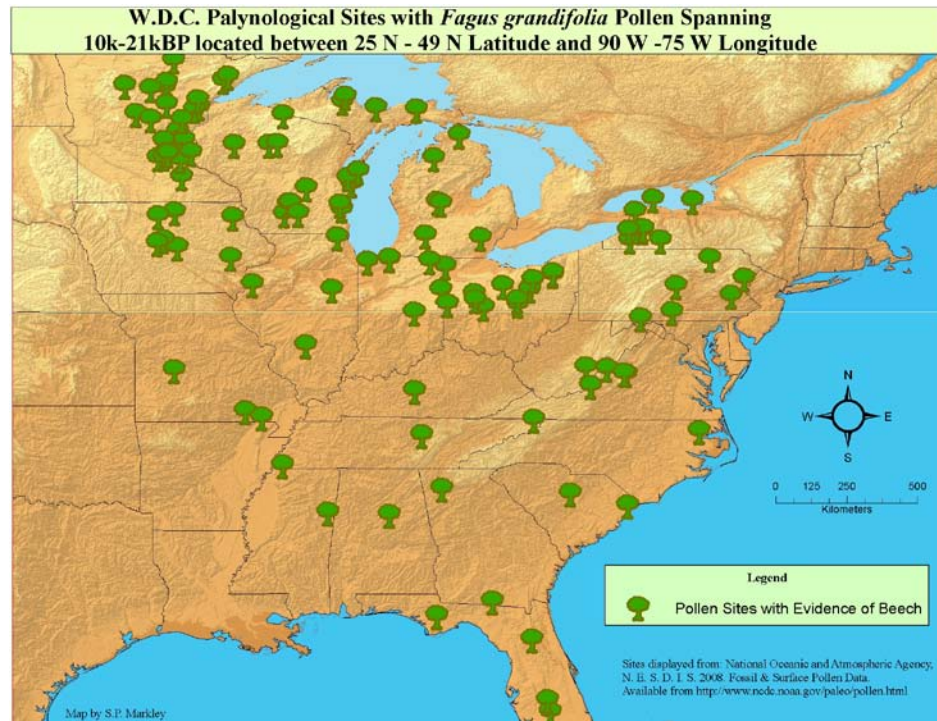 W.D.C. Palynological Sites with Fagus grandifolia Pollen Spanning
10k-21kBP located between 25 N - 49 N Latitude and 90 W -75 W Longitude
N
W
E
S
0 125 250 500
Kilometers
Legend
Pollen Sites with Evidence of Beech
Sites displayed from: National Oceanic and Atmospheric Agency,
N. E. S. D. I. S. 2008. Fossil & Surface Pollen Data.
Available from http://www.ncdc.noaa.gov/paleo/pollen.html
Map by S.P. Markley